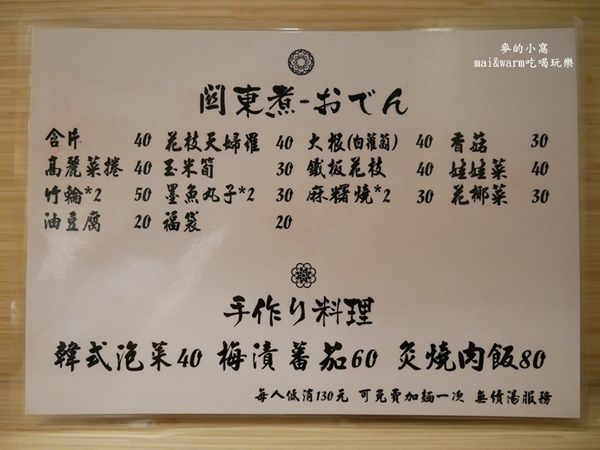 麥的小窩
mai&warm吃喝玩樂
關東煮-おでん
含片 40 花枝天婦羅 40 大根(白蘿蔔) 40 香菇 30
高麗菜捲 40 玉米筍 30 鐵板花枝 40 娃娃菜 40
竹輪*2 50 墨魚丸子*2 30 麻糬燒*2 30 花椰菜 30
油豆腐 20 福袋 20
手作り料理
韓式泡菜40 梅漬蕃茄60 炙燒肉飯80
每人低消130元 可免費加麵一次 無續湯服務